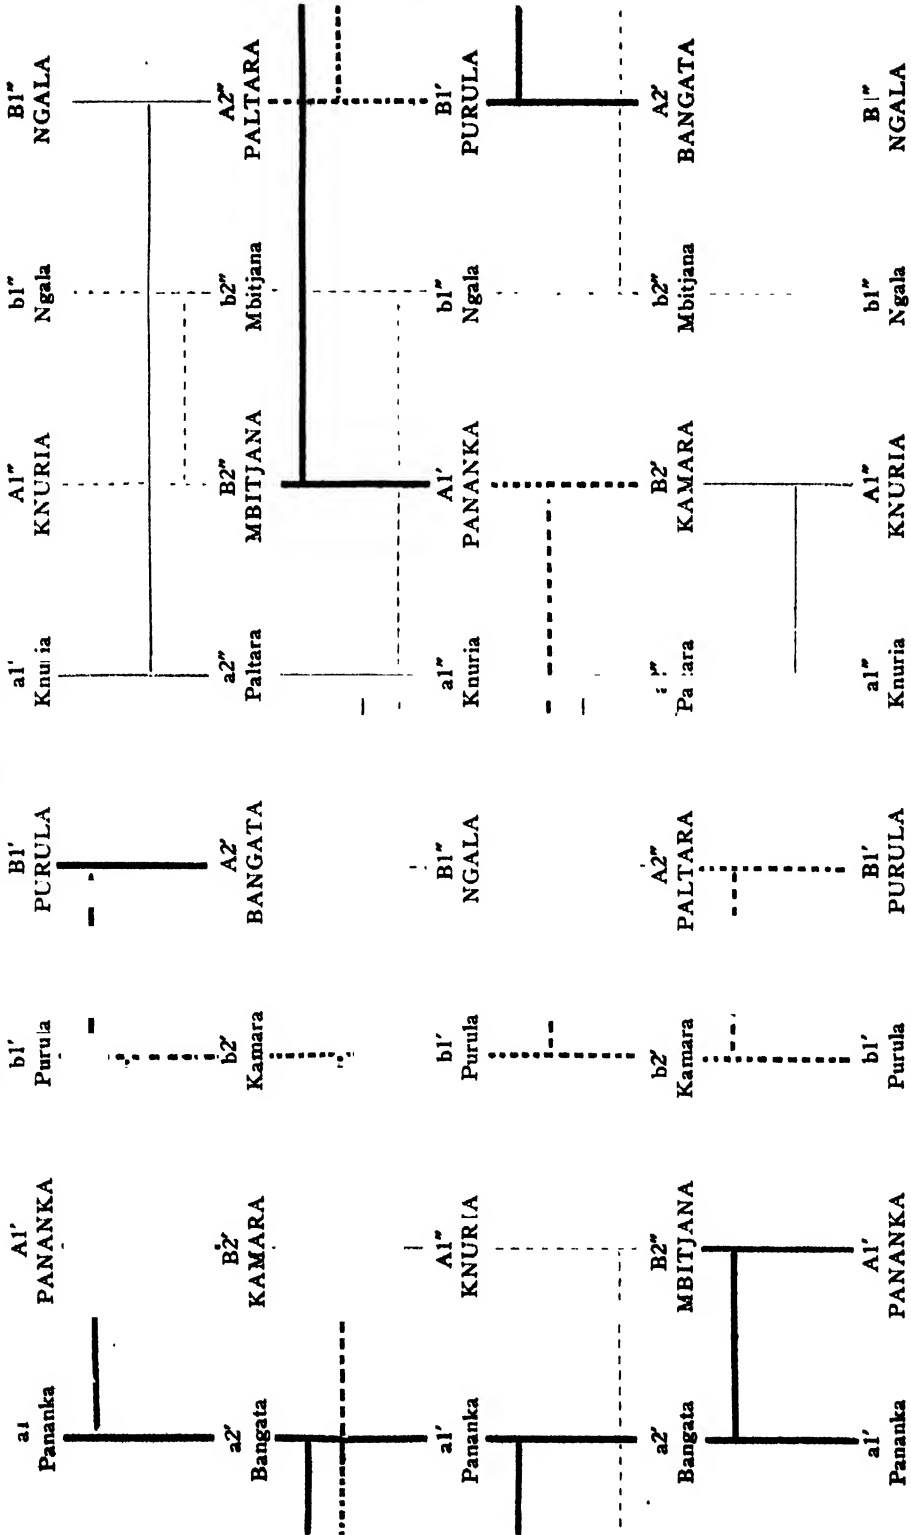 a1 A1′ b1′ B1′ a1′ A1″ b1″ B1″
Pananka PANANKA Purula PURULA Knuria KNURIA Ngala NGALA
a2′ B2′ b2′ A2′ a2″ B2″ b2″ A2″
Bangata KAMARA Kamara BANGATA Paltara MBITJANA Mbitjana PALTARA
a1′ A1″ b1′ B1″ a1″ A1′ b1″ B1′
Pananka KNURIA Purula NGALA Knuria PANANKA Ngala PURULA
a2′ B2″ b2′ A2″ B2′ b2″ A2′
Bangata MBITJANA Kamara PALTARA Paltara KAMARA Mbitjana BANGATA
a1′ A1′ b1′ B1′ a1″ A1″ b1″ B1″
Pananka PANANKA Purula PURULA Knuria KNURIA Ngala NGALA